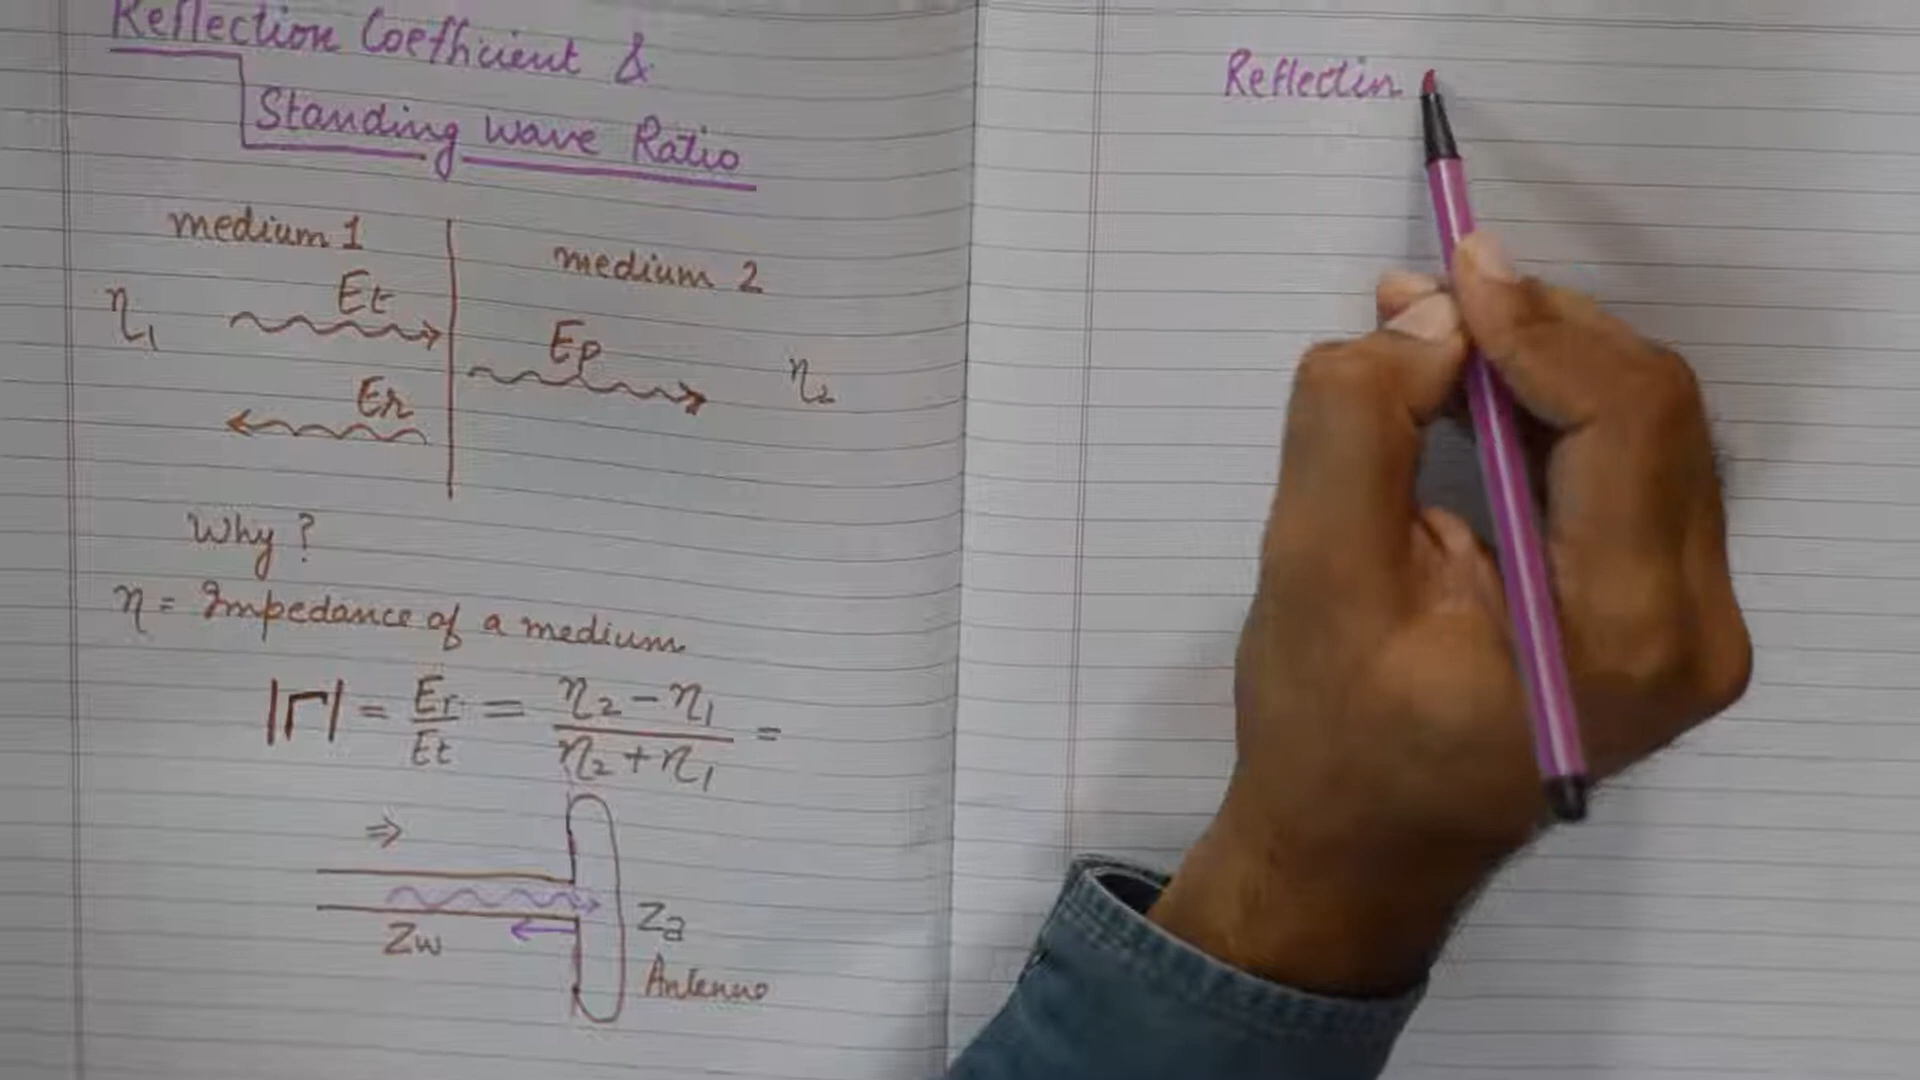 Reflection Coefficient &
Standing wave Ratio
medium 1
medium 2
η₁
Et
Ep
η₂
Er
Why?
η = Impedance of a medium
|Γ| = Er/Et = η₂ - η₁/η₂ + η₁ =
⇒
Zw
Za
Antenna
Reflectin